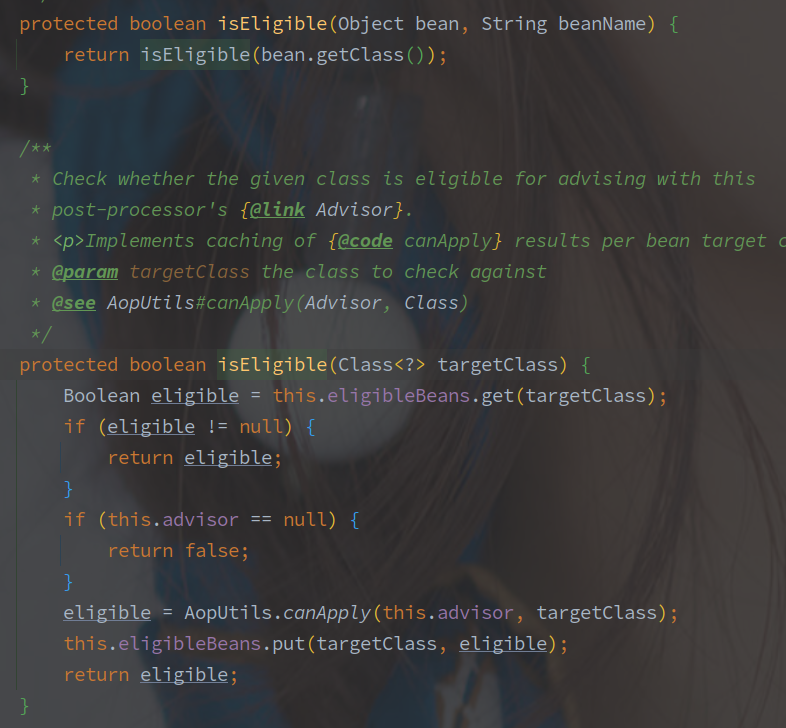 protected boolean isEligible(Object bean, String beanName) {
    return isEligible(bean.getClass());
}

/**
 * Check whether the given class is eligible for advising with this
 * post-processor's {@link Advisor}.
 * <p>Implements caching of {@code canApply} results per bean target
 * @param targetClass the class to check against
 * @see AopUtils#canApply(Advisor, Class)
 */
protected boolean isEligible(Class<?> targetClass) {
    Boolean eligible = this.eligibleBeans.get(targetClass);
    if (eligible != null) {
        return eligible;
    }
    if (this.advisor == null) {
        return false;
    }
    eligible = AopUtils.canApply(this.advisor, targetClass);
    this.eligibleBeans.put(targetClass, eligible);
    return eligible;
}